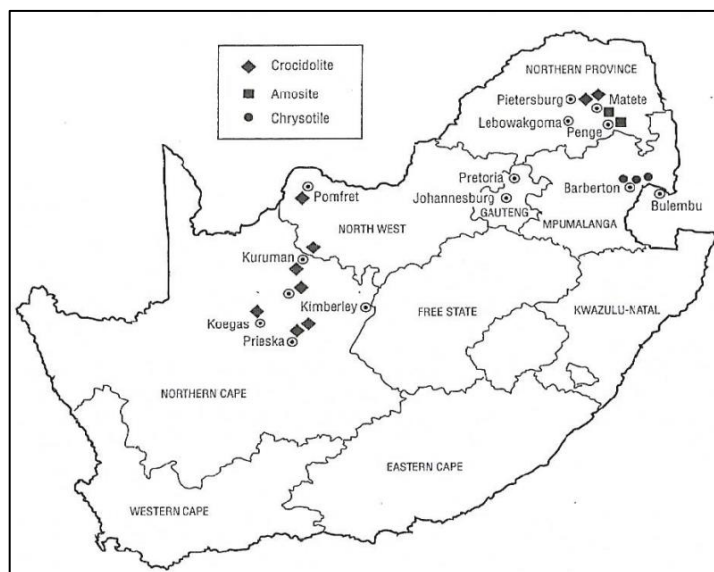 Crocidolite
Amosite
Chrysotile
NORTHERN PROVINCE
Pietersburg
Matete
Lebowakgoma
Penge
Pretoria
Johannesburg
GAUTENG
Barberton
Bulembu
MPUMALANGA
Pomfret
NORTH WEST
Kuruman
Kimberley
FREE STATE
KWAZULU-NATAL
Koegas
Prieska
NORTHERN CAPE
EASTERN CAPE
WESTERN CAPE